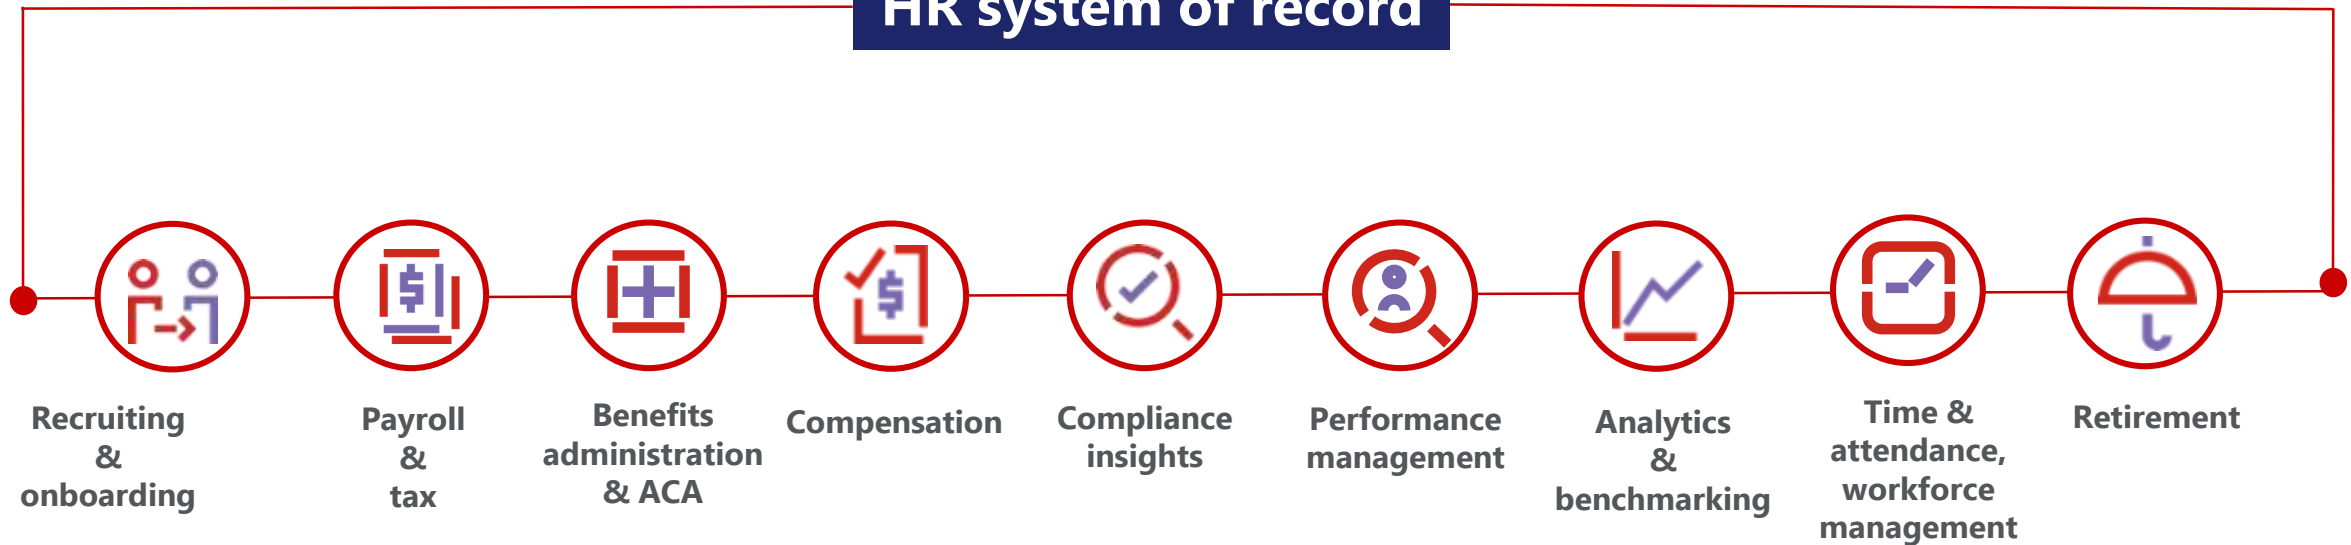 HR system of record
Recruiting
&
onboarding
Payroll
&
tax
Benefits
administration
& ACA
Compensation
Compliance
insights
Performance
management
Analytics
&
benchmarking
Time &
attendance,
workforce
management
Retirement